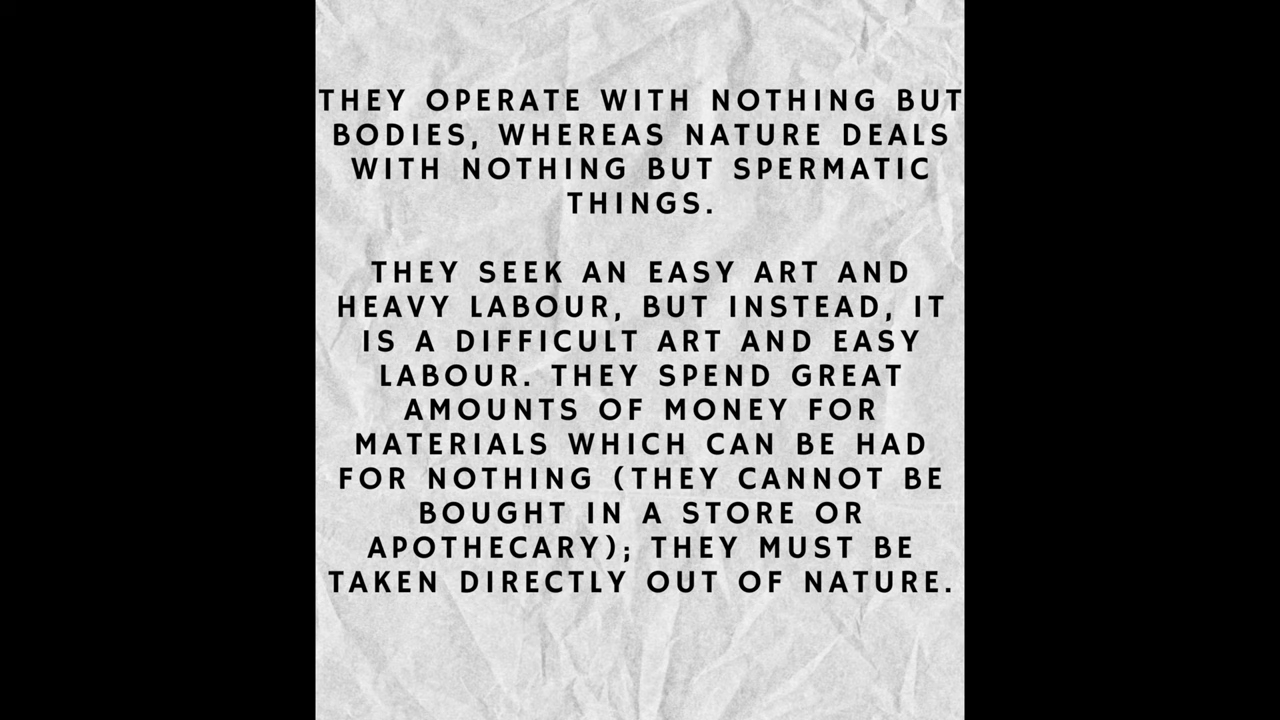 THEY OPERATE WITH NOTHING BUT
BODIES, WHEREAS NATURE DEALS
WITH NOTHING BUT SPERMATIC
THINGS.
THEY SEEK AN EASY ART AND
HEAVY LABOUR, BUT INSTEAD, IT
IS A DIFFICULT ART AND EASY
LABOUR. THEY SPEND GREAT
AMOUNTS OF MONEY FOR
MATERIALS WHICH CAN BE HAD
FOR NOTHING (THEY CANNOT BE
BOUGHT IN A STORE OR
APOTHECARY); THEY MUST BE
TAKEN DIRECTLY OUT OF NATURE.